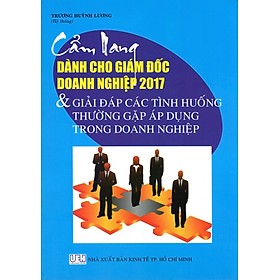 TRƯƠNG HUỲNH LƯƠNG
(Hệ thống)
Cẩm Nang
DÀNH CHO GIÁM ĐỐC
DOANH NGHIỆP 2017
& GIẢI ĐÁP CÁC TÌNH HUỐNG
THƯỜNG GẶP ÁP DỤNG
TRONG DOANH NGHIỆP
UEH NHÀ XUẤT BẢN KINH TẾ TP. HỒ CHÍ MINH